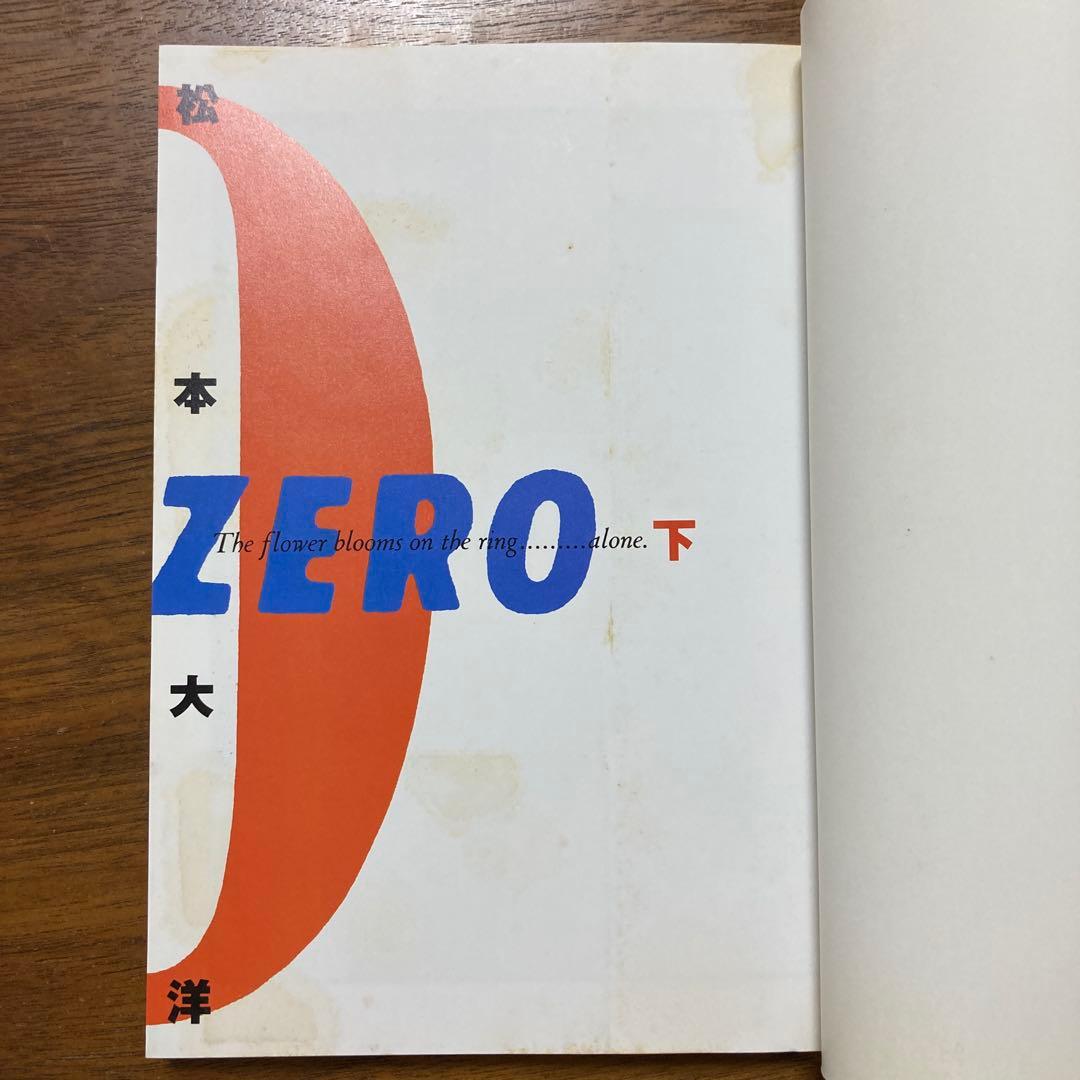 松本大洋
ZERO
The flower blooms on the ring.........alone.
下